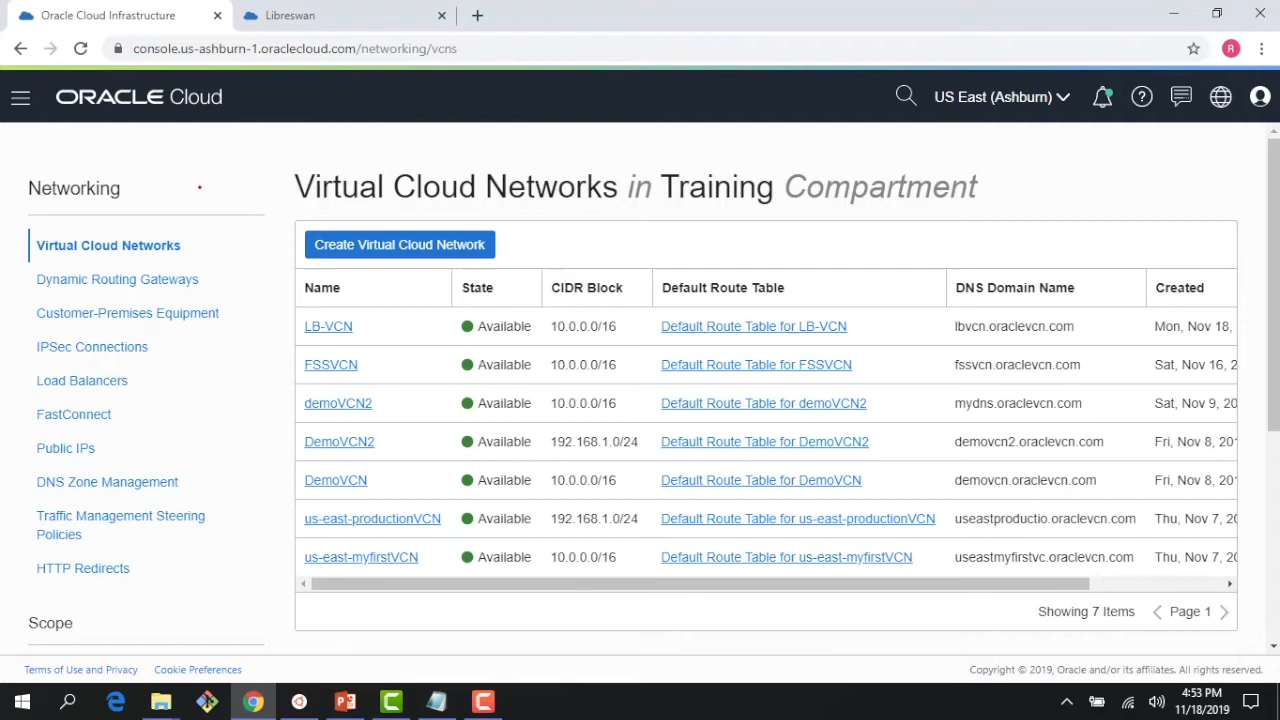 Oracle Cloud Infrastructure
Libreswan
console.us-ashburn-1.oraclecloud.com/networking/vcns
R
ORACLE Cloud
US East (Ashburn)
Networking
Virtual Cloud Networks
Dynamic Routing Gateways
Customer-Premises Equipment
IPSec Connections
Load Balancers
FastConnect
Public IPs
DNS Zone Management
Traffic Management Steering
Policies
HTTP Redirects
Scope
Virtual Cloud Networks in Training Compartment
Create Virtual Cloud Network
Name State CIDR Block Default Route Table DNS Domain Name Created
LB-VCN Available 10.0.0.0/16 Default Route Table for LB-VCN lbvcn.oraclevcn.com Mon, Nov 18,
FSSVCN Available 10.0.0.0/16 Default Route Table for FSSVCN fssvcn.oraclevcn.com Sat, Nov 16, 2
demoVCN2 Available 10.0.0.0/16 Default Route Table for demoVCN2 mydns.oraclevcn.com Sat, Nov 9, 20
DemoVCN2 Available 192.168.1.0/24 Default Route Table for DemoVCN2 demovcn2.oraclevcn.com Fri, Nov 8, 201
DemoVCN Available 10.0.0.0/16 Default Route Table for DemoVCN demovcn.oraclevcn.com Fri, Nov 8, 201
us-east-productionVCN Available 192.168.1.0/24 Default Route Table for us-east-productionVCN useastproductio.oraclevcn.com Thu, Nov 7, 20
us-east-myfirstVCN Available 10.0.0.0/16 Default Route Table for us-east-myfirstVCN useastmyfirstvc.oraclevcn.com Thu, Nov 7, 20
Showing 7 Items Page 1
Terms of Use and Privacy Cookie Preferences
Copyright © 2019, Oracle and/or its affiliates. All rights reserved.
4:53 PM
11/18/2019